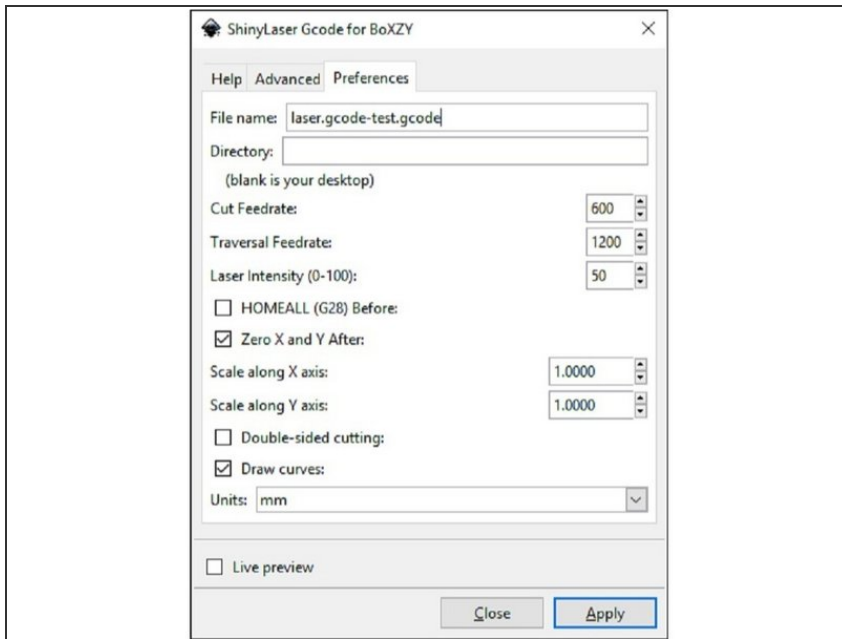 ShinyLaser Gcode for BoXZY
Help Advanced Preferences
File name: laser.gcode-test.gcode
Directory:
(blank is your desktop)
Cut Feedrate: 600
Traversal Feedrate: 1200
Laser Intensity (0-100): 50
HOMEALL (G28) Before:
Zero X and Y After:
Scale along X axis: 1.0000
Scale along Y axis: 1.0000
Double-sided cutting:
Draw curves:
Units: mm
Live preview
Close Apply